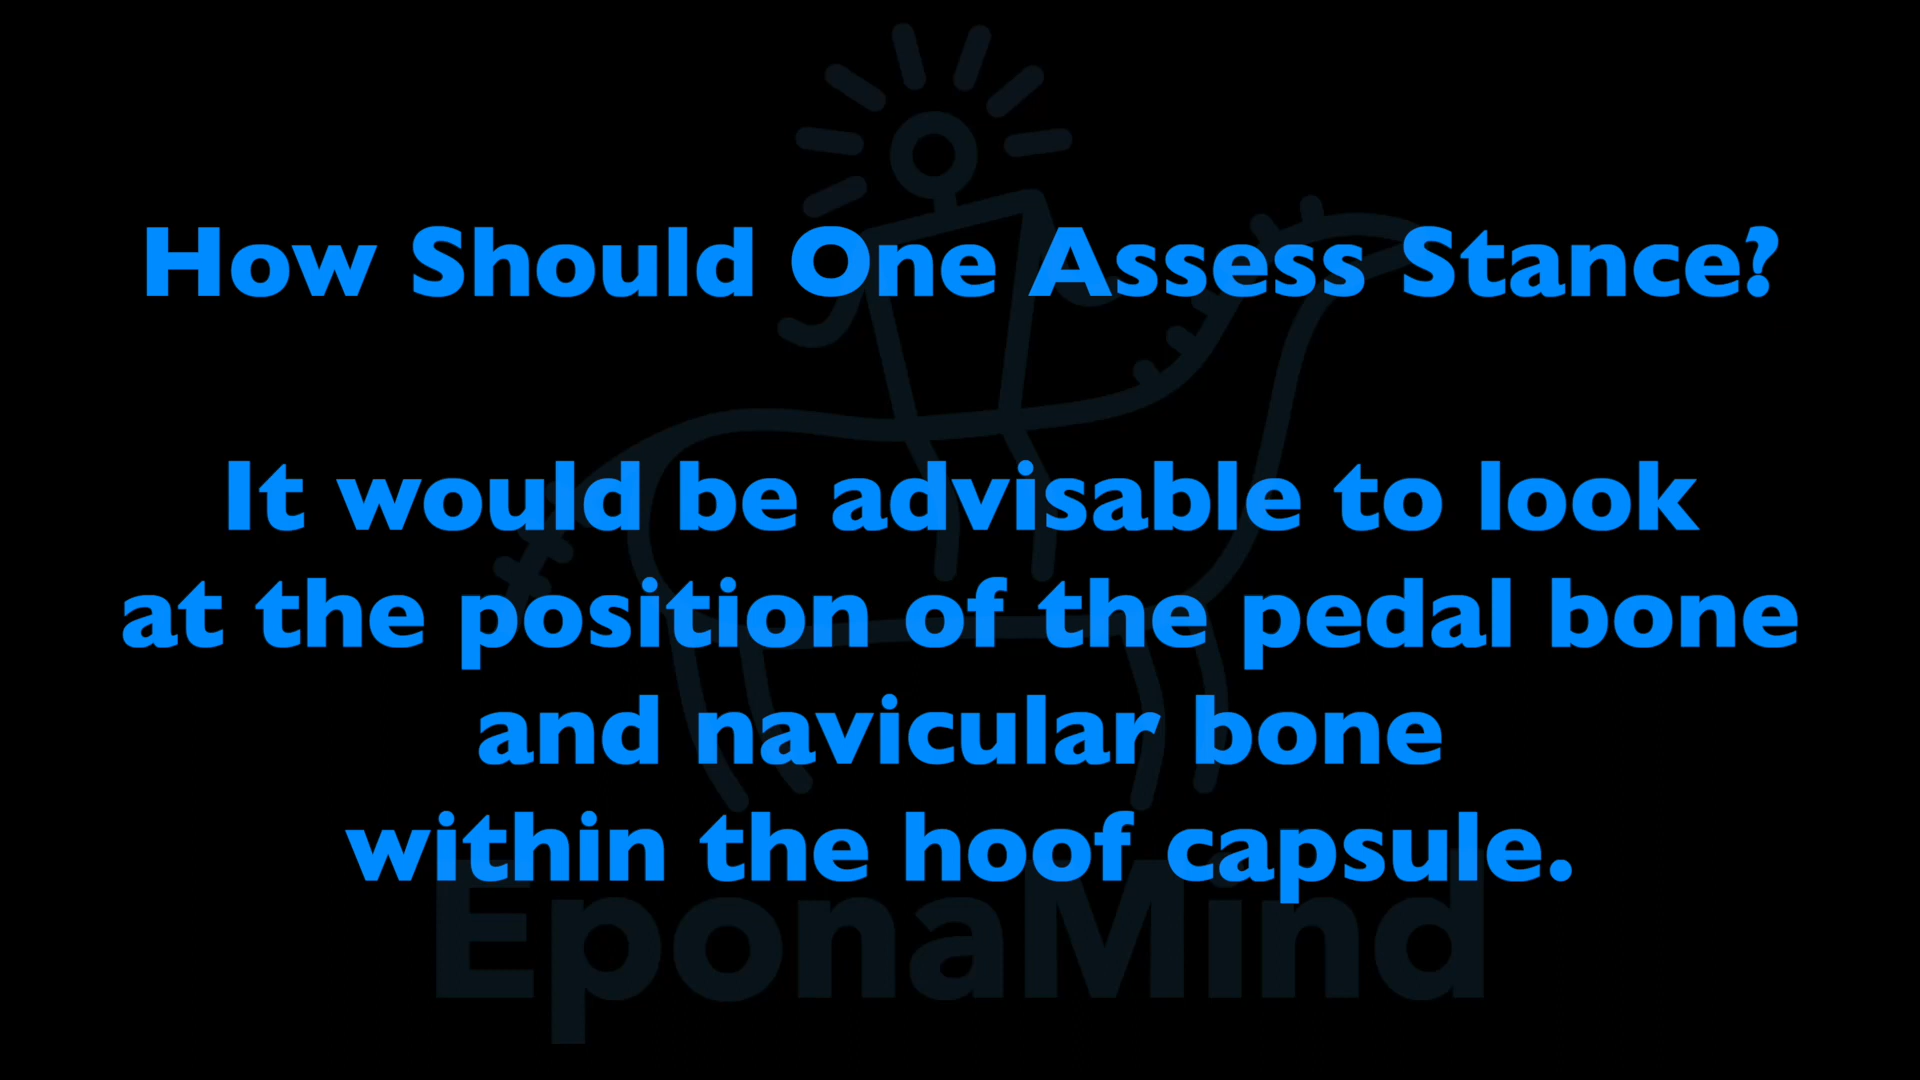 How Should One Assess Stance?
It would be advisable to look
at the position of the pedal bone
and navicular bone
within the hoof capsule.
EponaMind